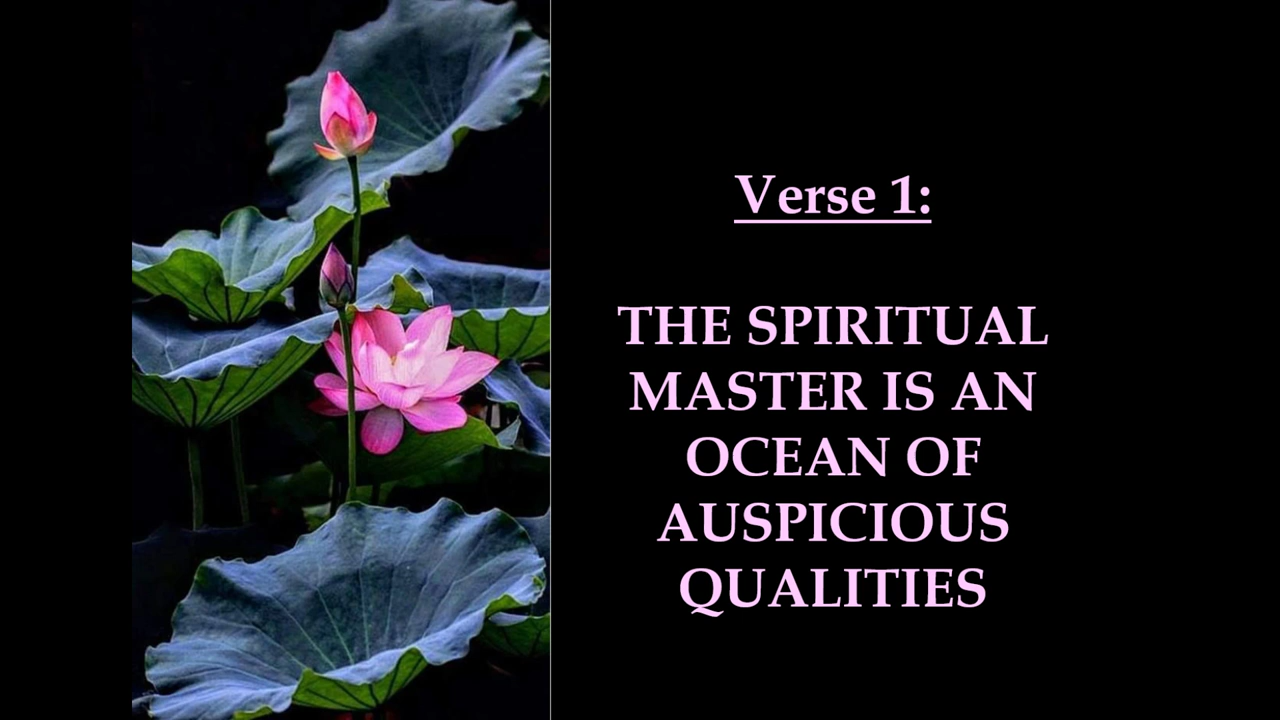 Verse 1:
THE SPIRITUAL
MASTER IS AN
OCEAN OF
AUSPICIOUS
QUALITIES